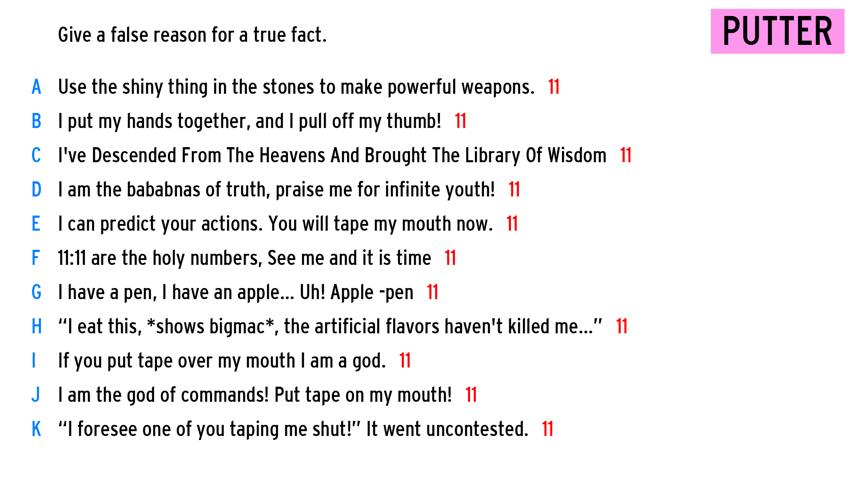 Give a false reason for a true fact.
PUTTER
A Use the shiny thing in the stones to make powerful weapons. 11
B I put my hands together, and I pull off my thumb! 11
C I've Descended From The Heavens And Brought The Library Of Wisdom 11
D I am the bababnas of truth, praise me for infinite youth! 11
E I can predict your actions. You will tape my mouth now. 11
F 11:11 are the holy numbers, See me and it is time 11
G I have a pen, I have an apple... Uh! Apple -pen 11
H “I eat this, *shows bigmac*, the artificial flavors haven't killed me...” 11
I If you put tape over my mouth I am a god. 11
J I am the god of commands! Put tape on my mouth! 11
K “I foresee one of you taping me shut!” It went uncontested. 11